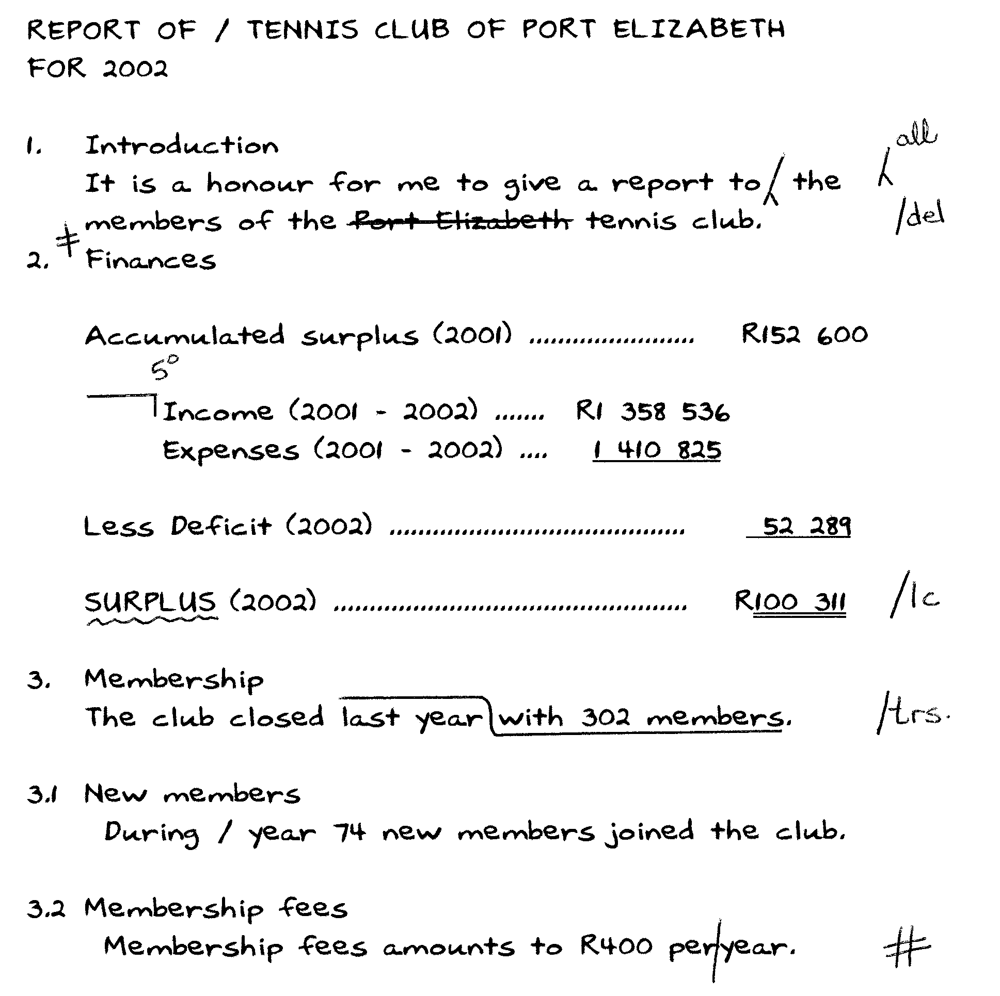 REPORT OF / TENNIS CLUB OF PORT ELIZABETH
FOR 2002
all
1. Introduction
It is a honour for me to give a report to the
members of the Port Elizabeth tennis club. /del
2. Finances
Accumulated surplus (2001) ....................... R152 600
5°
Income (2001 - 2002) ....... R1 358 536
Expenses (2001 - 2002) .... 1 410 825
Less Deficit (2002) ......................................... 52 289
SURPLUS (2002) ................................................. R100 311 /lc
3. Membership
The club closed last year with 302 members. /trs.
3.1 New members
During / year 74 new members joined the club.
3.2 Membership fees
Membership fees amounts to R400 per/year. #